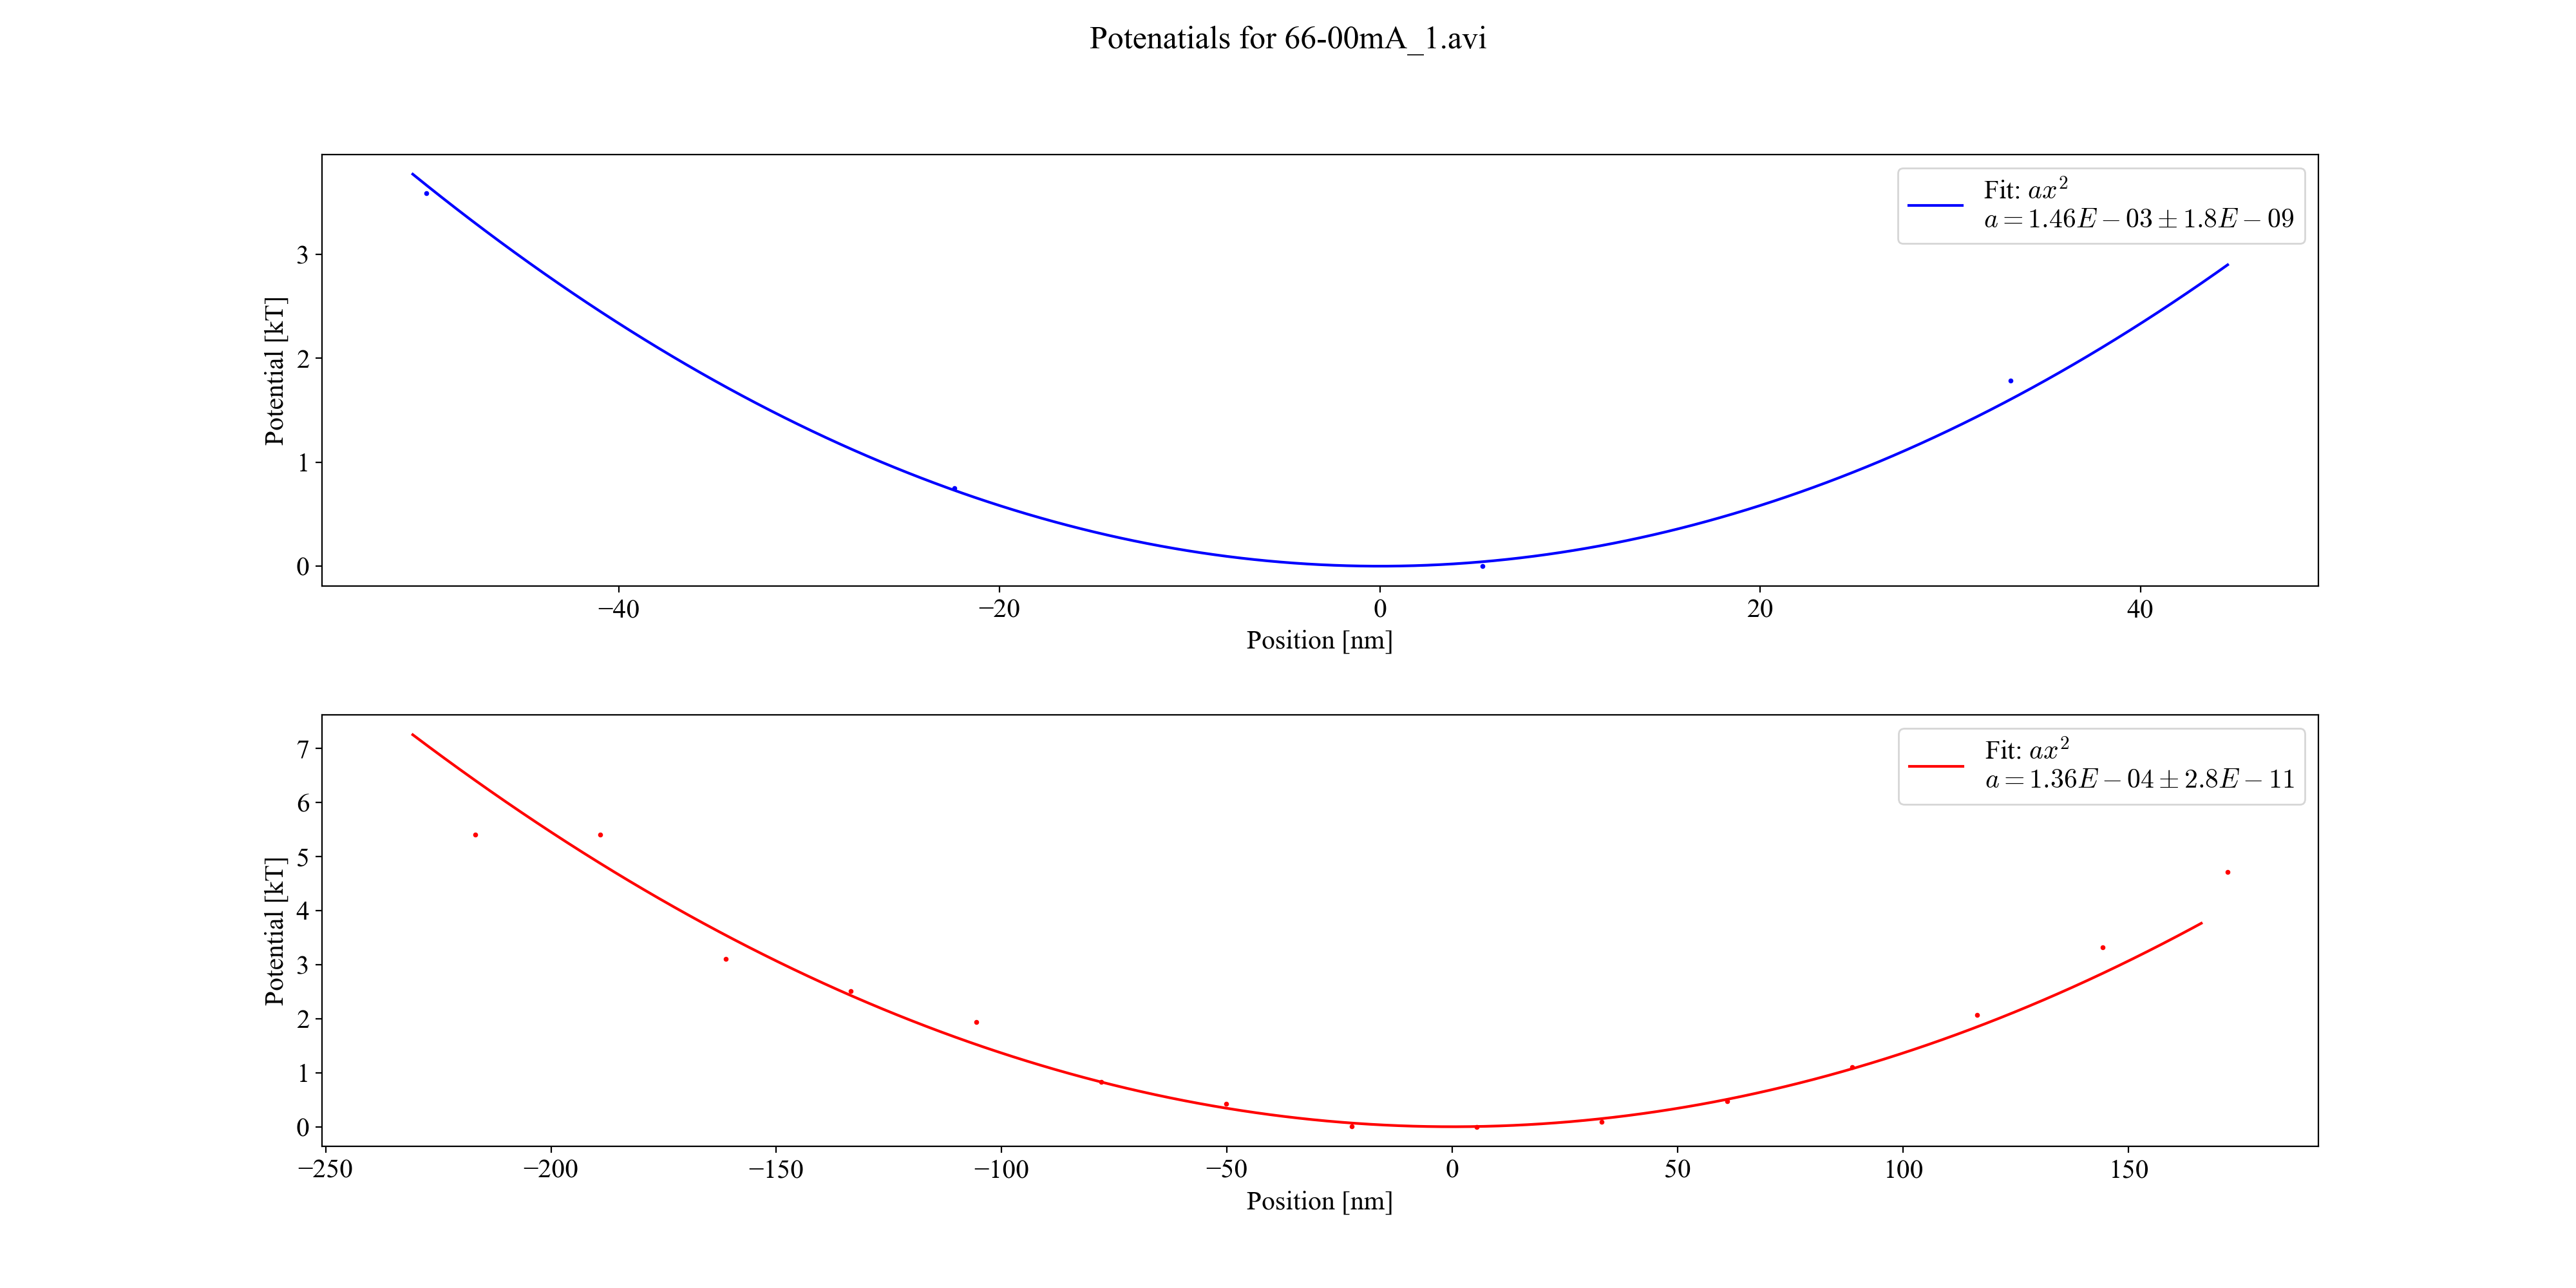 Potenatials for 66-00mA_1.avi
Fit: ax²
a = 1.46E − 03 ± 1.8E − 09
Potential [kT]
3
2
1
0
−40
−20
0
20
40
Position [nm]
Fit: ax²
a = 1.36E − 04 ± 2.8E − 11
Potential [kT]
7
6
5
4
3
2
1
0
−250
−200
−150
−100
−50
0
50
100
150
Position [nm]